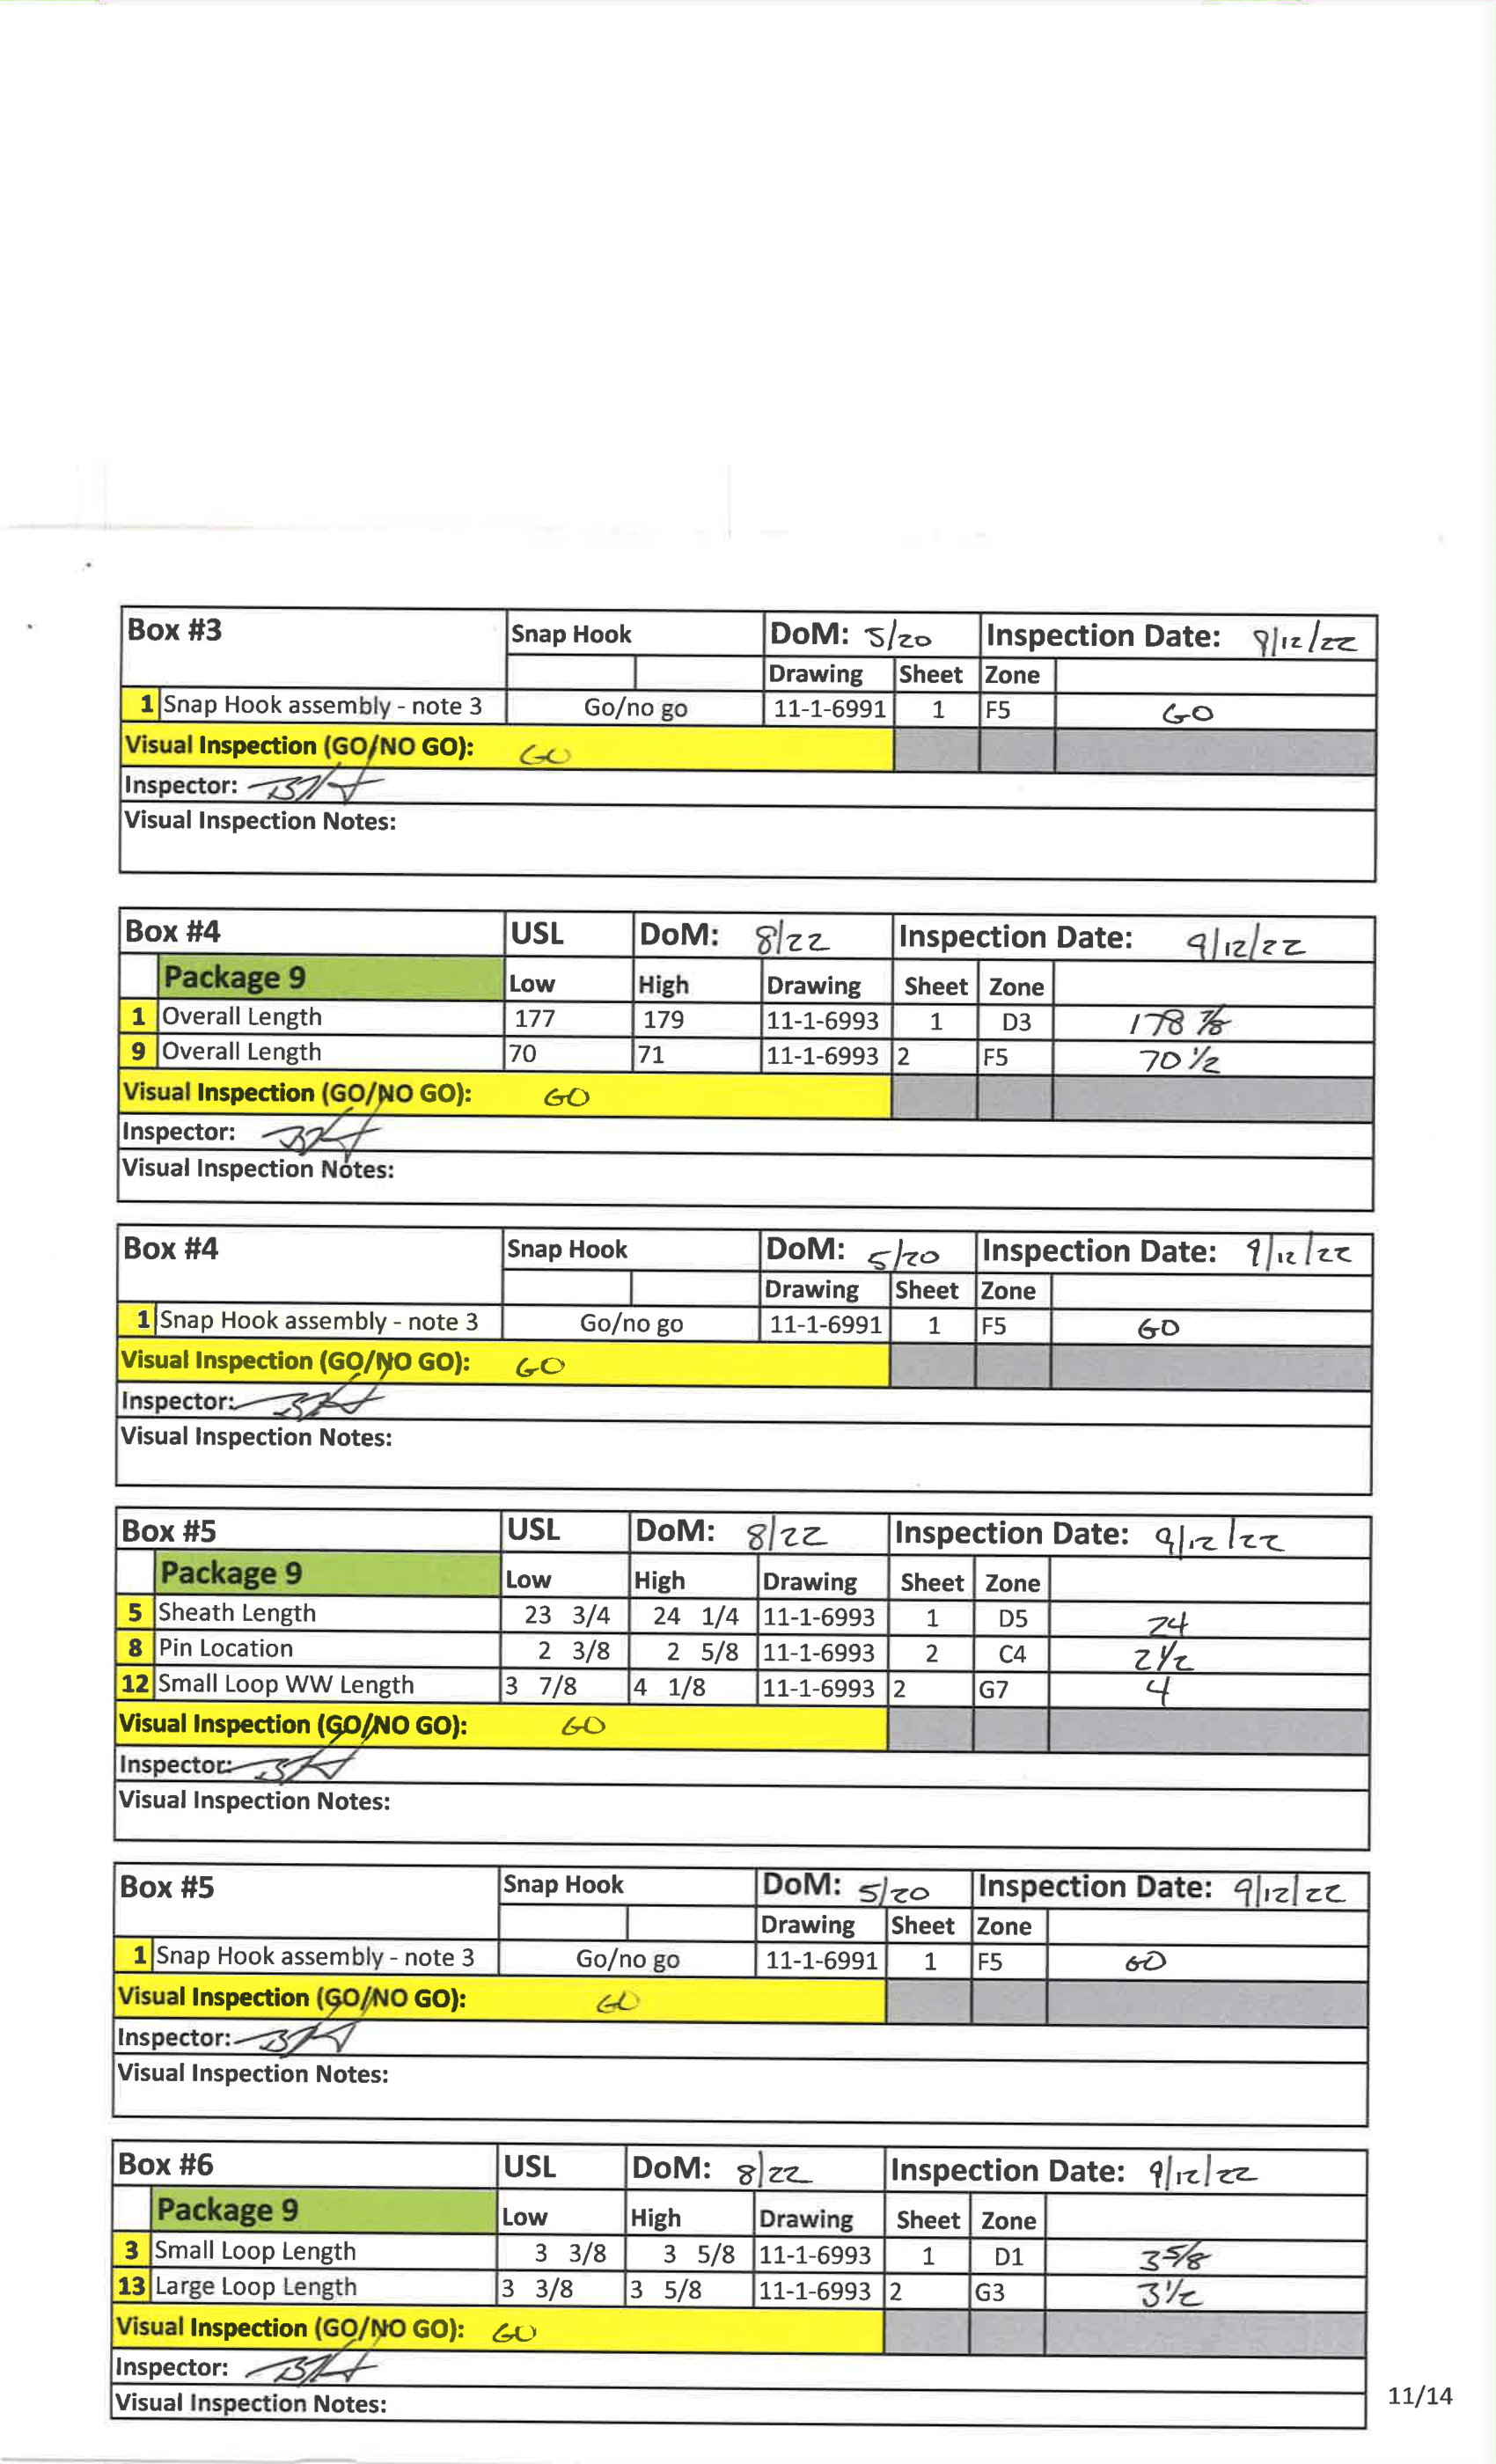 Box #3 Snap Hook DoM: 5/20 Inspection Date: 9/12/22
Drawing Sheet Zone
1 Snap Hook assembly - note 3 Go/no go 11-1-6991 1 F5 GO
Visual Inspection (GO/NO GO): GO
Inspector:
Visual Inspection Notes:
Box #4 USL DoM: 8/22 Inspection Date: 9/12/22
Package 9 Low High Drawing Sheet Zone
1 Overall Length 177 179 11-1-6993 1 D3 178 7/8
9 Overall Length 70 71 11-1-6993 2 F5 70 1/2
Visual Inspection (GO/NO GO): GO
Inspector:
Visual Inspection Notes:
Box #4 Snap Hook DoM: 5/20 Inspection Date: 9/12/22
Drawing Sheet Zone
1 Snap Hook assembly - note 3 Go/no go 11-1-6991 1 F5 GO
Visual Inspection (GO/NO GO): GO
Inspector:
Visual Inspection Notes:
Box #5 USL DoM: 8/22 Inspection Date: 9/12/22
Package 9 Low High Drawing Sheet Zone
5 Sheath Length 23 3/4 24 1/4 11-1-6993 1 D5 24
8 Pin Location 2 3/8 2 5/8 11-1-6993 2 C4 2 1/2
12 Small Loop WW Length 3 7/8 4 1/8 11-1-6993 2 G7 4
Visual Inspection (GO/NO GO): GO
Inspector:
Visual Inspection Notes:
Box #5 Snap Hook DoM: 5/20 Inspection Date: 9/12/22
Drawing Sheet Zone
1 Snap Hook assembly - note 3 Go/no go 11-1-6991 1 F5 GO
Visual Inspection (GO/NO GO): GO
Inspector:
Visual Inspection Notes:
Box #6 USL DoM: 8/22 Inspection Date: 9/12/22
Package 9 Low High Drawing Sheet Zone
3 Small Loop Length 3 3/8 3 5/8 11-1-6993 1 D1 3 5/8
13 Large Loop Length 3 3/8 3 5/8 11-1-6993 2 G3 3 1/2
Visual Inspection (GO/NO GO): GO
Inspector:
Visual Inspection Notes:
11/14